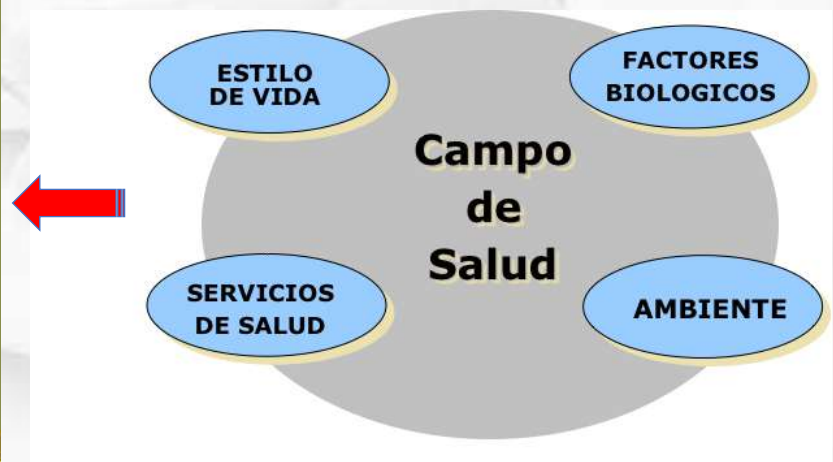 ESTILO
DE VIDA
FACTORES
BIOLOGICOS
Campo
de
Salud
SERVICIOS
DE SALUD
AMBIENTE